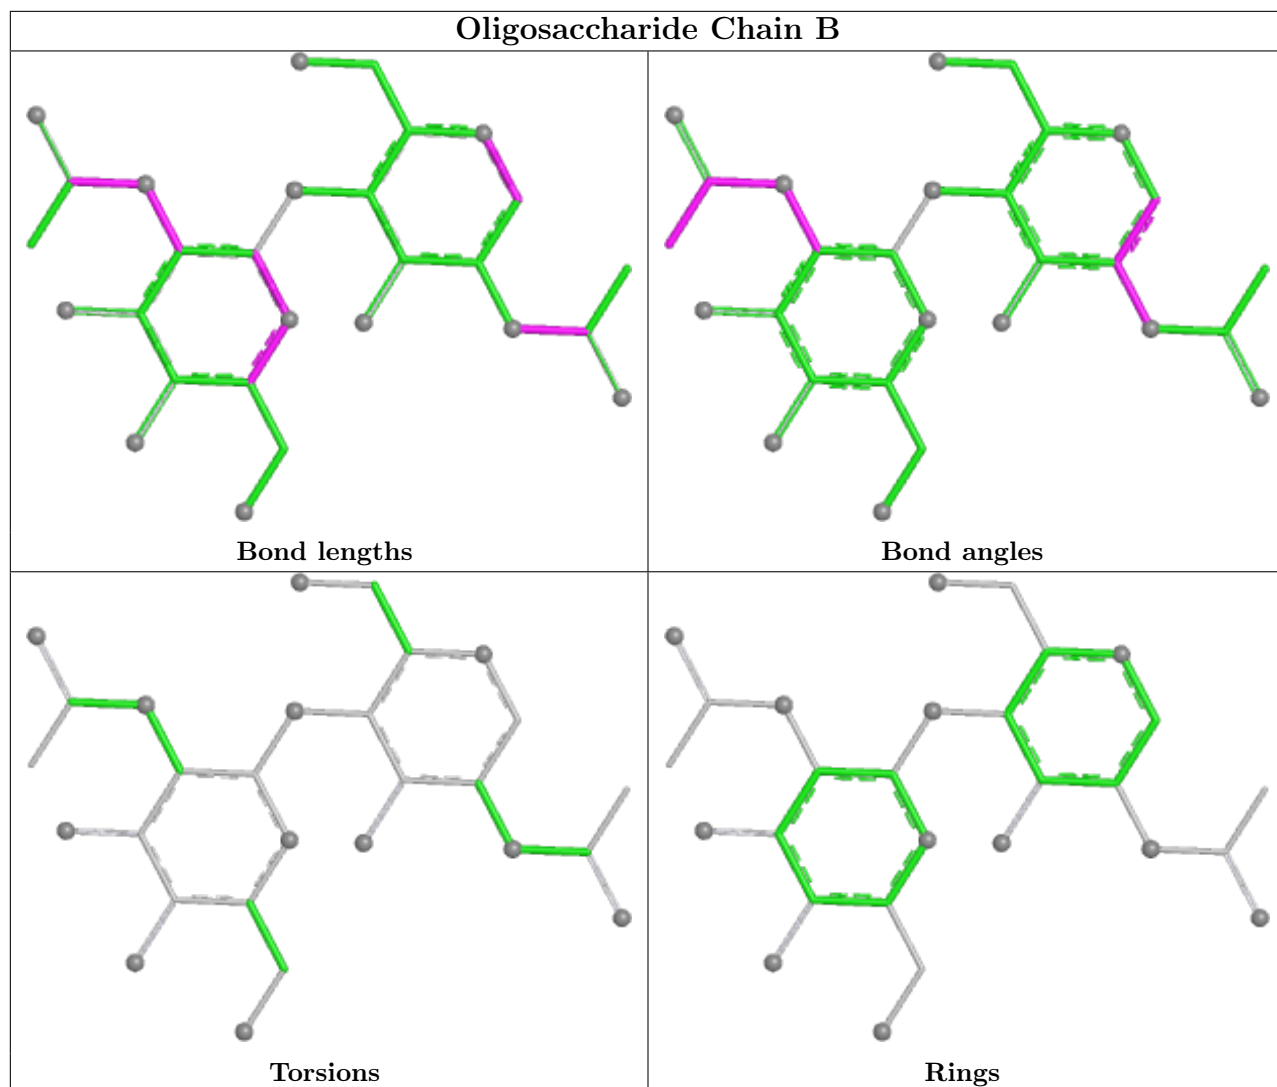 Oligosaccharide Chain B
Bond lengths
Bond angles
Torsions
Rings